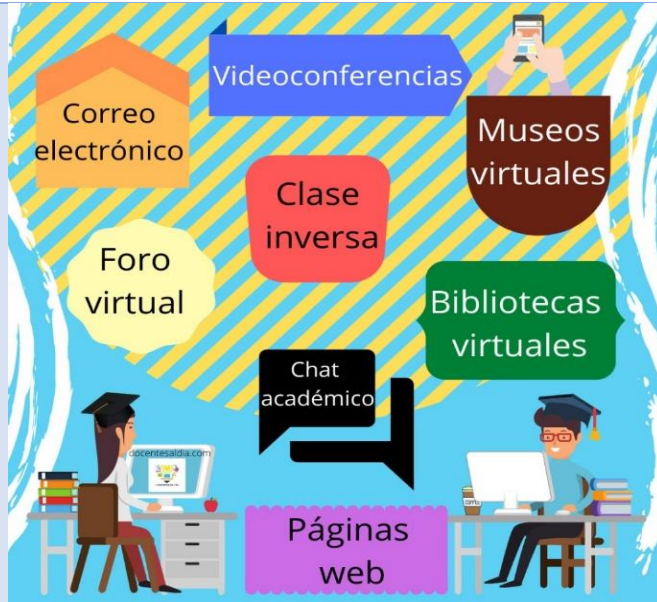 Videoconferencias
Correo
electrónico
Museos
virtuales
Clase
inversa
Foro
virtual
Bibliotecas
virtuales
Chat
académico
docentesaldia.com
Páginas
web